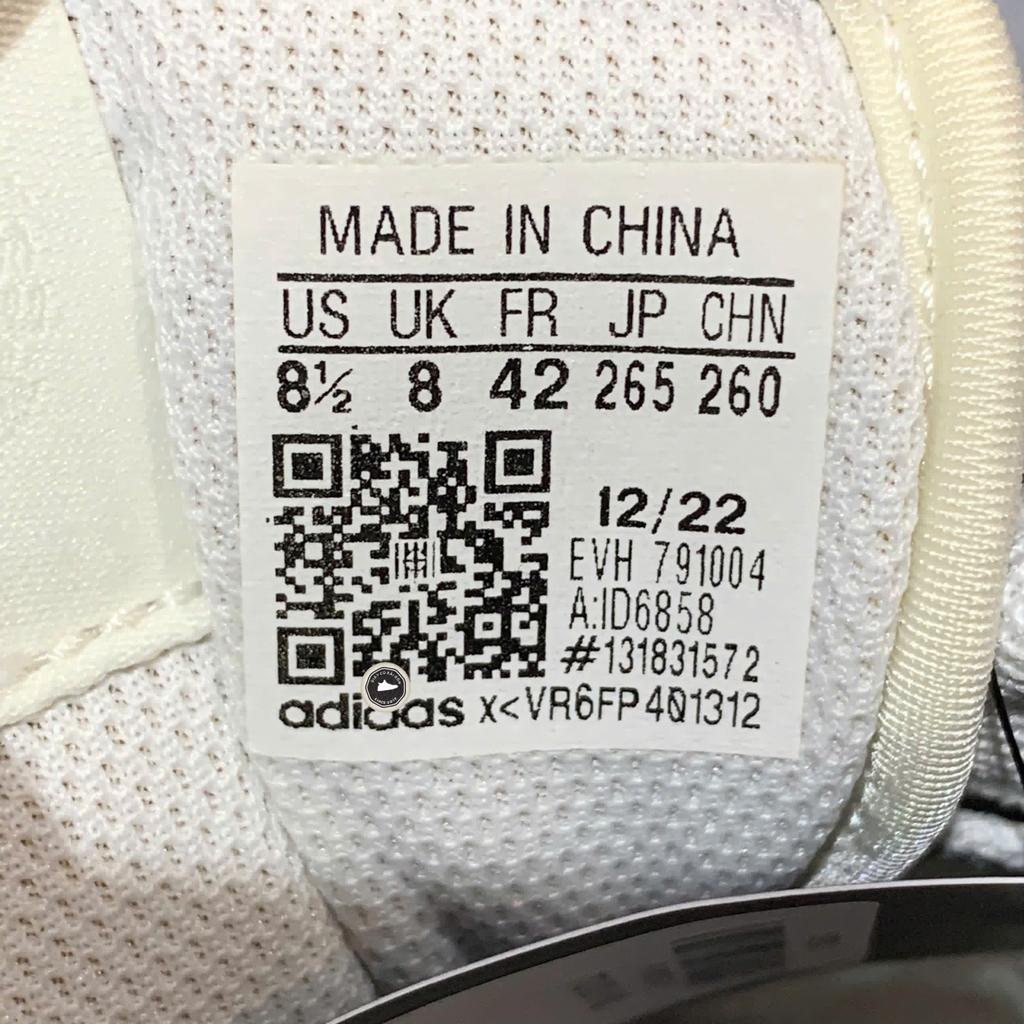 MADE IN CHINA
US UK FR JP CHN
8½ 8 42 265 260
12/22
EVH 791004
A:ID6858
#131831572
adidas x<VR6FP401312